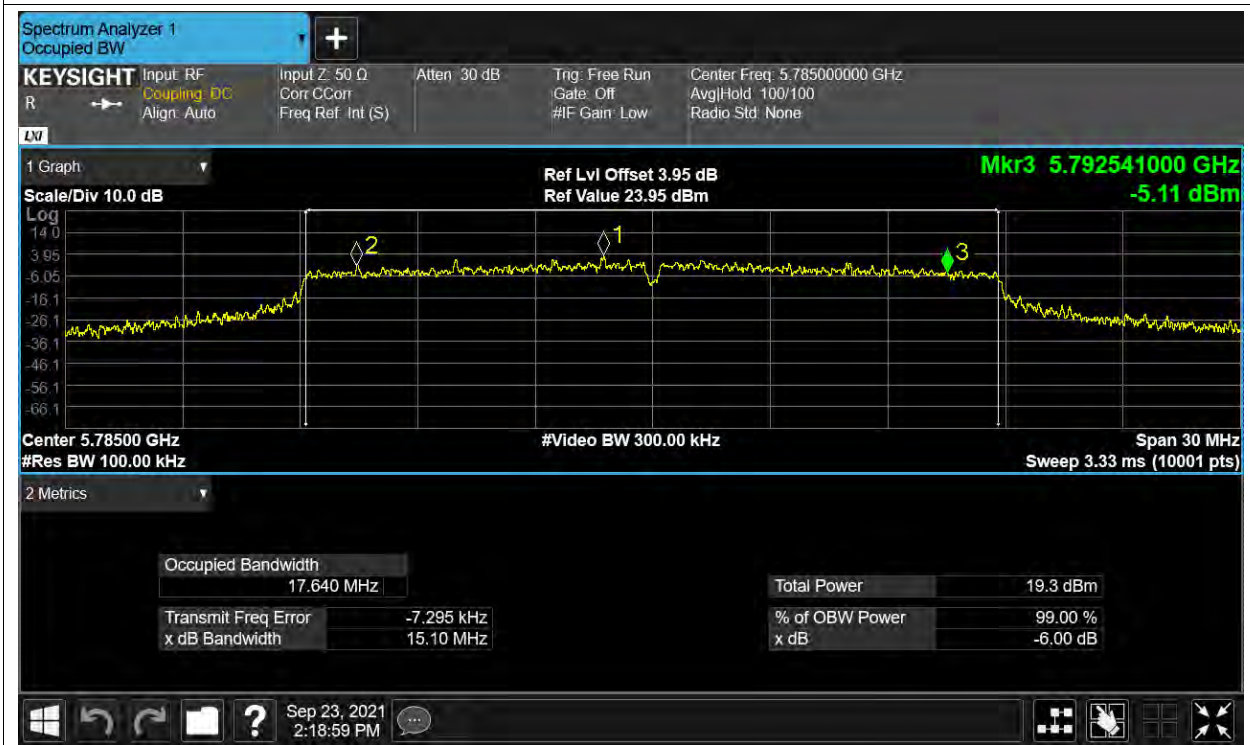 Spectrum Analyzer 1
Occupied BW
+
KEYSIGHT Input: RF Input Z: 50 Ω Atten: 30 dB Trig: Free Run Center Freq: 5.785000000 GHz
R Coupling: DC Corr CCorr Gate: Off Avg|Hold: 100/100
Align: Auto Freq Ref: Int (S) #IF Gain: Low Radio Std: None
LXI
1 Graph
Ref Lvl Offset 3.95 dB
Mkr3 5.792541000 GHz
Scale/Div 10.0 dB Ref Value 23.95 dBm -5.11 dBm
Log
14.0
3.95
-6.05
-16.1
-26.1
-36.1
-46.1
-56.1
-66.1
2
1
3
Center 5.78500 GHz #Video BW 300.00 kHz Span 30 MHz
#Res BW 100.00 kHz Sweep 3.33 ms (10001 pts)
2 Metrics
Occupied Bandwidth
17.640 MHz
Total Power 19.3 dBm
Transmit Freq Error -7.295 kHz % of OBW Power 99.00 %
x dB Bandwidth 15.10 MHz x dB -6.00 dB
?
Sep 23, 2021
2:18:59 PM